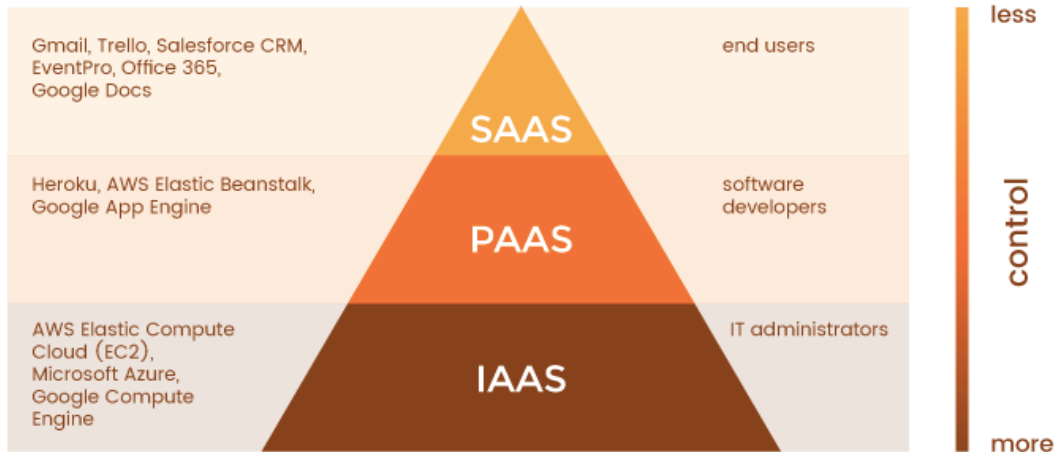 less
Gmail, Trello, Salesforce CRM,
EventPro, Office 365,
Google Docs
SAAS
end users
Heroku, AWS Elastic Beanstalk,
Google App Engine
PAAS
software
developers
control
AWS Elastic Compute
Cloud (EC2),
Microsoft Azure,
Google Compute
Engine
IAAS
IT administrators
more